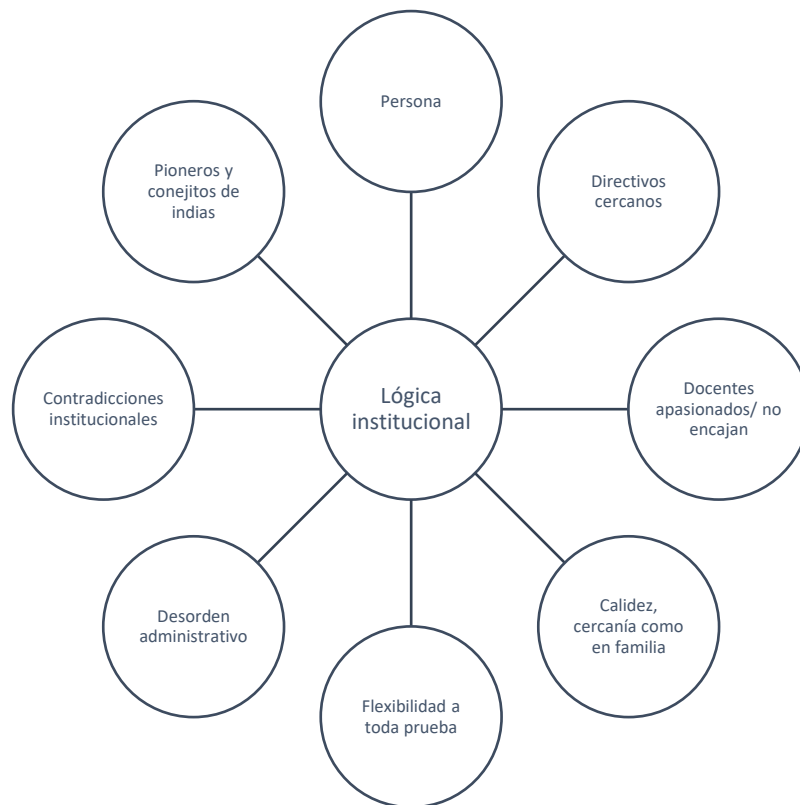 Persona
Directivos
cercanos
Docentes
apasionados/ no
encajan
Calidez,
cercanía como
en familia
Flexibilidad a
toda prueba
Desorden
administrativo
Contradicciones
institucionales
Pioneros y
conejitos de
indias
Lógica
institucional